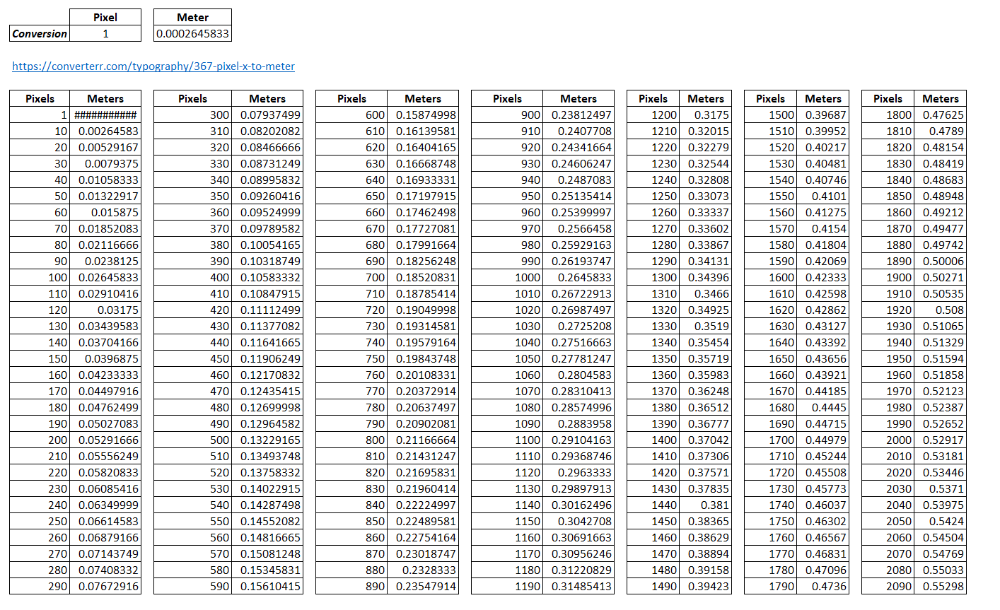 Pixel Meter
Conversion 1 0.0002645833
https://converterr.com/typography/367-pixel-x-to-meter
Pixels Meters Pixels Meters Pixels Meters Pixels Meters Pixels Meters Pixels Meters Pixels Meters
1 ########### 300 0.07937499 600 0.15874998 900 0.23812497 1200 0.3175 1500 0.39687 1800 0.47625
10 0.00264583 310 0.08202082 610 0.16139581 910 0.2407708 1210 0.32015 1510 0.39952 1810 0.4789
20 0.00529167 320 0.08466666 620 0.16404165 920 0.24341664 1220 0.32279 1520 0.40217 1820 0.48154
30 0.0079375 330 0.08731249 630 0.16668748 930 0.24606247 1230 0.32544 1530 0.40481 1830 0.48419
40 0.01058333 340 0.08995832 640 0.16933331 940 0.2487083 1240 0.32808 1540 0.40746 1840 0.48683
50 0.01322917 350 0.09260416 650 0.17197915 950 0.25135414 1250 0.33073 1550 0.4101 1850 0.48948
60 0.015875 360 0.09524999 660 0.17462498 960 0.25399997 1260 0.33337 1560 0.41275 1860 0.49212
70 0.01852083 370 0.09789582 670 0.17727081 970 0.2566458 1270 0.33602 1570 0.4154 1870 0.49477
80 0.02116666 380 0.10054165 680 0.17991664 980 0.25929163 1280 0.33867 1580 0.41804 1880 0.49742
90 0.0238125 390 0.10318749 690 0.18256248 990 0.26193747 1290 0.34131 1590 0.42069 1890 0.50006
100 0.02645833 400 0.10583332 700 0.18520831 1000 0.2645833 1300 0.34396 1600 0.42333 1900 0.50271
110 0.02910416 410 0.10847915 710 0.18785414 1010 0.26722913 1310 0.3466 1610 0.42598 1910 0.50535
120 0.03175 420 0.11112499 720 0.19049998 1020 0.26987497 1320 0.34925 1620 0.42862 1920 0.508
130 0.03439583 430 0.11377082 730 0.19314581 1030 0.2725208 1330 0.3519 1630 0.43127 1930 0.51065
140 0.03704166 440 0.11641665 740 0.19579164 1040 0.27516663 1340 0.35454 1640 0.43392 1940 0.51329
150 0.0396875 450 0.11906249 750 0.19843748 1050 0.27781247 1350 0.35719 1650 0.43656 1950 0.51594
160 0.04233333 460 0.12170832 760 0.20108331 1060 0.2804583 1360 0.35983 1660 0.43921 1960 0.51858
170 0.04497916 470 0.12435415 770 0.20372914 1070 0.28310413 1370 0.36248 1670 0.44185 1970 0.52123
180 0.04762499 480 0.12699998 780 0.20637497 1080 0.28574996 1380 0.36512 1680 0.4445 1980 0.52387
190 0.05027083 490 0.12964582 790 0.20902081 1090 0.2883958 1390 0.36777 1690 0.44715 1990 0.52652
200 0.05291666 500 0.13229165 800 0.21166664 1100 0.29104163 1400 0.37042 1700 0.44979 2000 0.52917
210 0.05556249 510 0.13493748 810 0.21431247 1110 0.29368746 1410 0.37306 1710 0.45244 2010 0.53181
220 0.05820833 520 0.13758332 820 0.21695831 1120 0.2963333 1420 0.37571 1720 0.45508 2020 0.53446
230 0.06085416 530 0.14022915 830 0.21960414 1130 0.29897913 1430 0.37835 1730 0.45773 2030 0.5371
240 0.06349999 540 0.14287498 840 0.22224997 1140 0.30162496 1440 0.381 1740 0.46037 2040 0.53975
250 0.06614583 550 0.14552082 850 0.22489581 1150 0.3042708 1450 0.38365 1750 0.46302 2050 0.5424
260 0.06879166 560 0.14816665 860 0.22754164 1160 0.30691663 1460 0.38629 1760 0.46567 2060 0.54504
270 0.07143749 570 0.15081248 870 0.23018747 1170 0.30956246 1470 0.38894 1770 0.46831 2070 0.54769
280 0.07408332 580 0.15345831 880 0.2328333 1180 0.31220829 1480 0.39158 1780 0.47096 2080 0.55033
290 0.07672916 590 0.15610415 890 0.23547914 1190 0.31485413 1490 0.39423 1790 0.4736 2090 0.55298